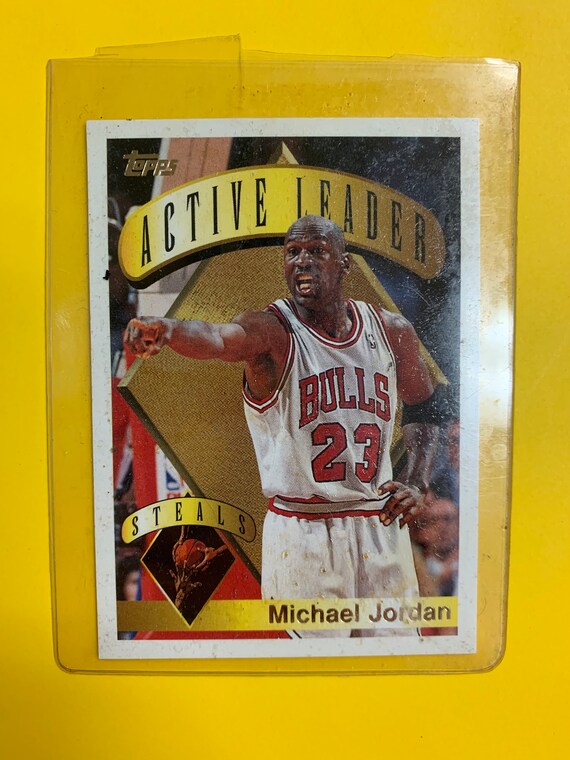 Topps
ACTIVE LEADER
BULLS
23
STEALS
Michael Jordan